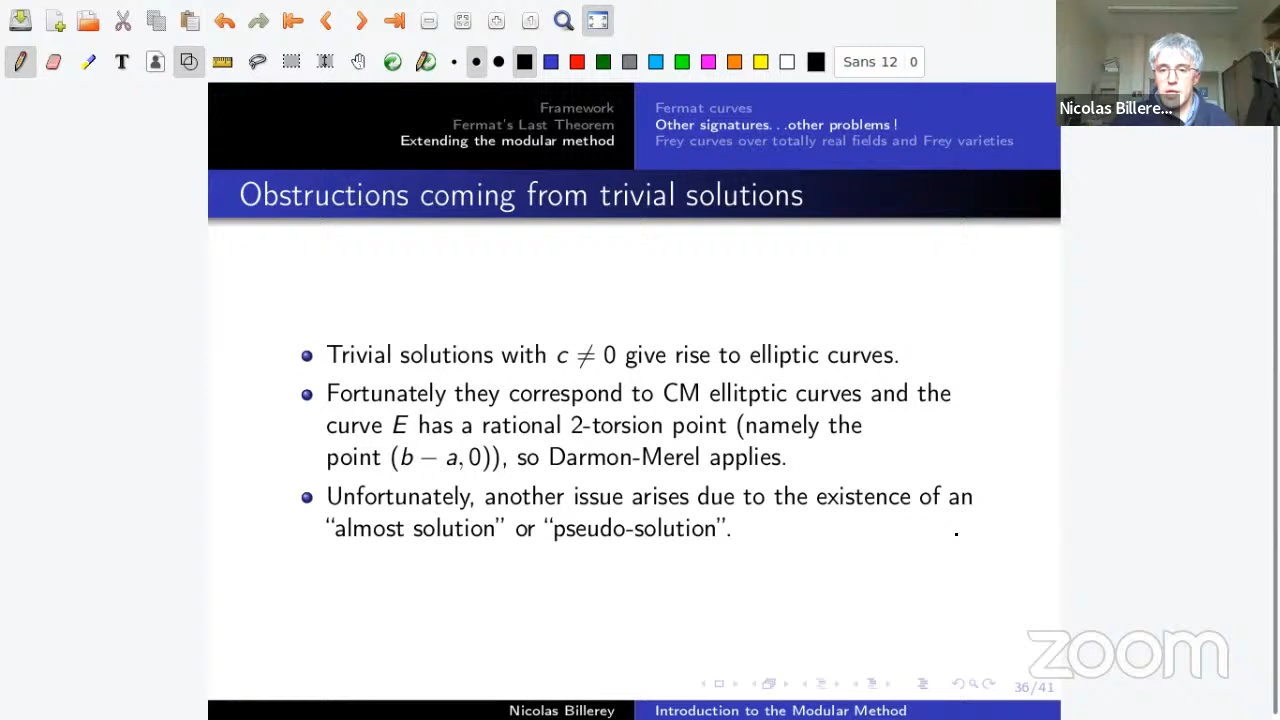 T
Sans 12 0
Nicolas Billere...
Framework
Fermat's Last Theorem
Extending the modular method
Fermat curves
Other signatures. . .other problems !
Frey curves over totally real fields and Frey varieties
Obstructions coming from trivial solutions
Trivial solutions with c ≠ 0 give rise to elliptic curves.
Fortunately they correspond to CM ellitptic curves and the
curve E has a rational 2-torsion point (namely the
point (b − a, 0)), so Darmon-Merel applies.
Unfortunately, another issue arises due to the existence of an
“almost solution” or “pseudo-solution”.
zoom
36/41
Nicolas Billerey
Introduction to the Modular Method